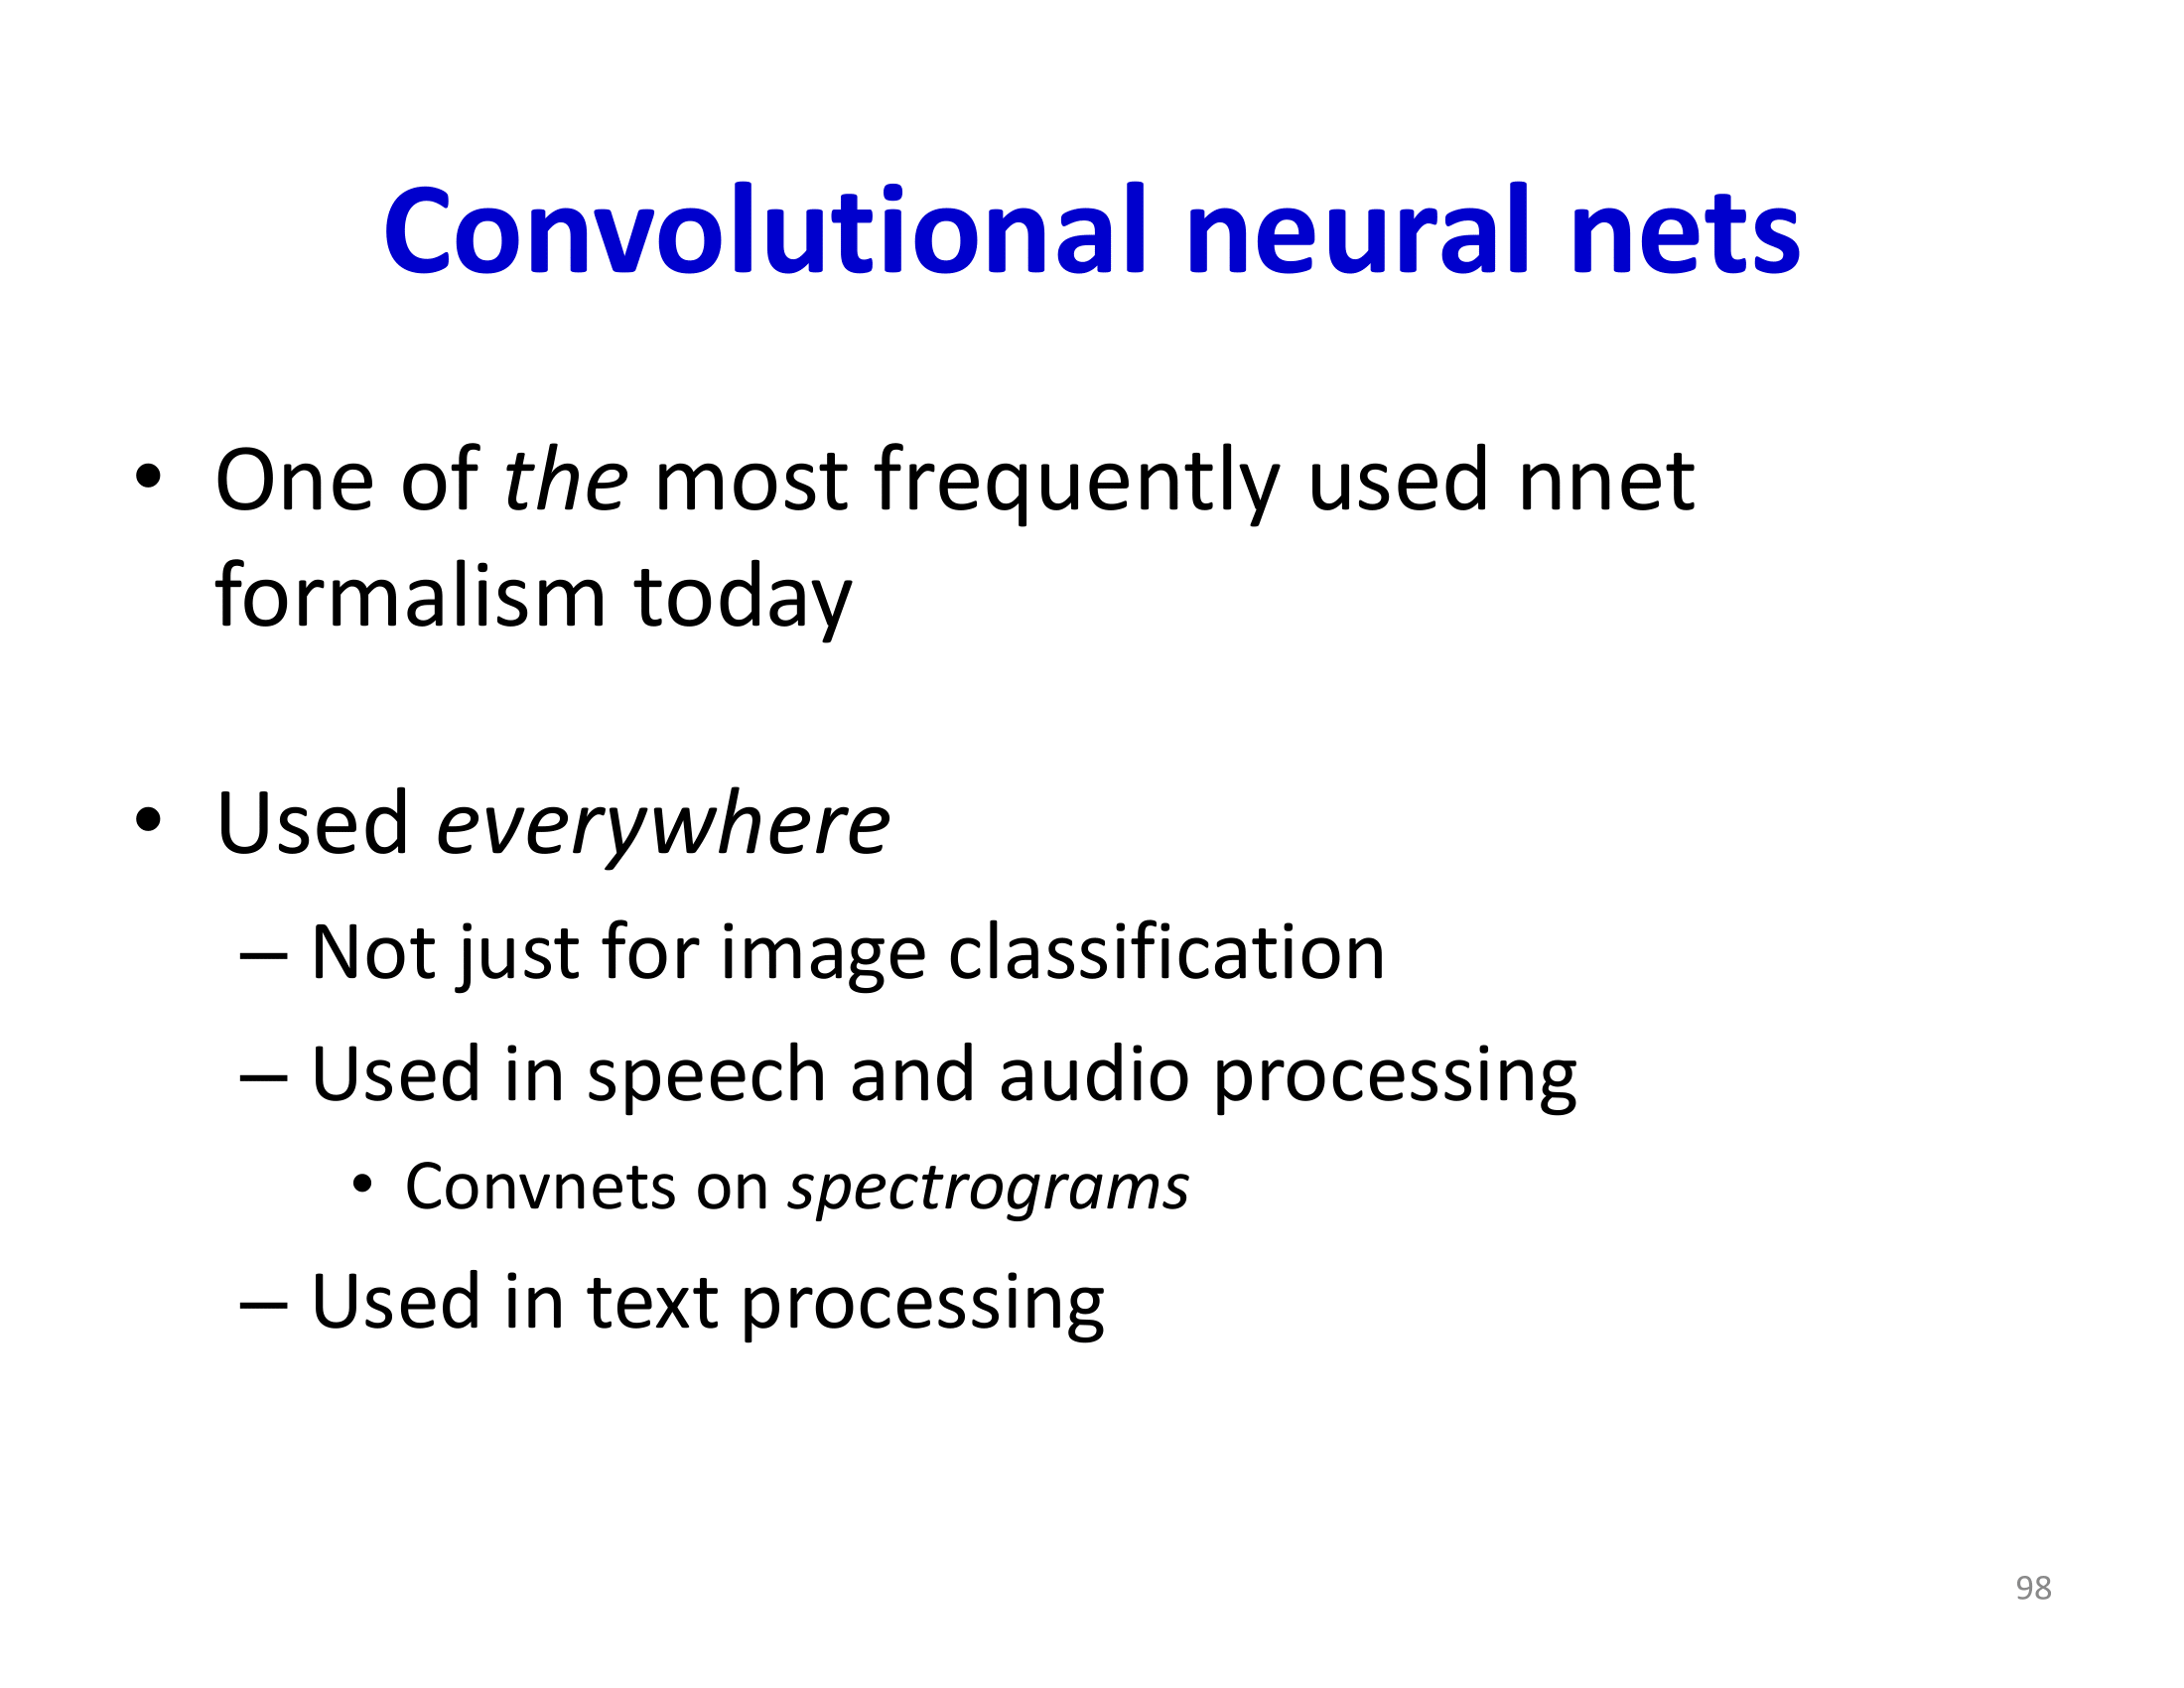 Convolutional neural nets
• One of the most frequently used nnet
formalism today
• Used everywhere
– Not just for image classification
– Used in speech and audio processing
• Convnets on spectrograms
– Used in text processing
98